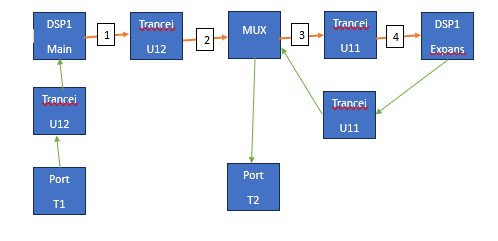 DSP1
Main
1
Trancei
U12
2
MUX
3
Trancei
U11
4
DSP1
Expans
Trancei
U12
Trancei
U11
Port
T1
Port
T2